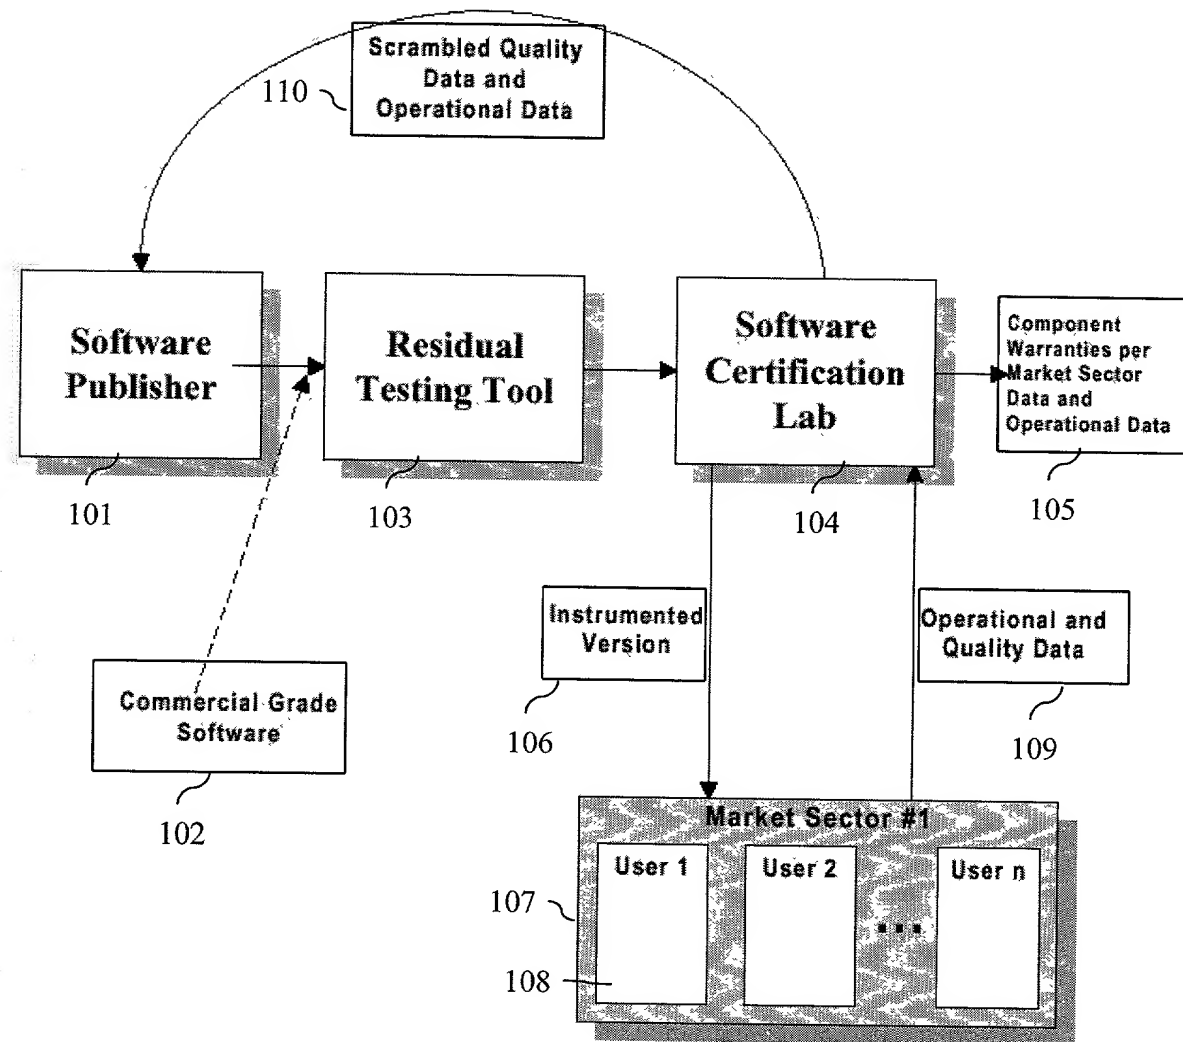 Scrambled Quality
Data and
Operational Data
110
Software
Publisher
101
Residual
Testing Tool
103
Software
Certification
Lab
104
Component
Warranties per
Market Sector
Data and
Operational Data
105
Commercial Grade
Software
102
Instrumented
Version
106
Operational and
Quality Data
109
Market Sector #1
User 1
User 2
...
User n
107
108